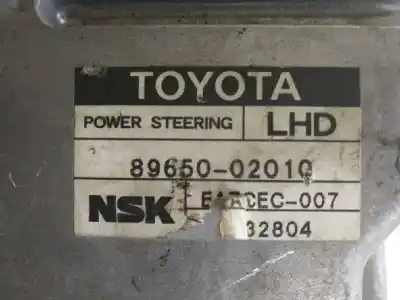 TOYOTA
POWER STEERING LHD
89650-02010
NSK
32804